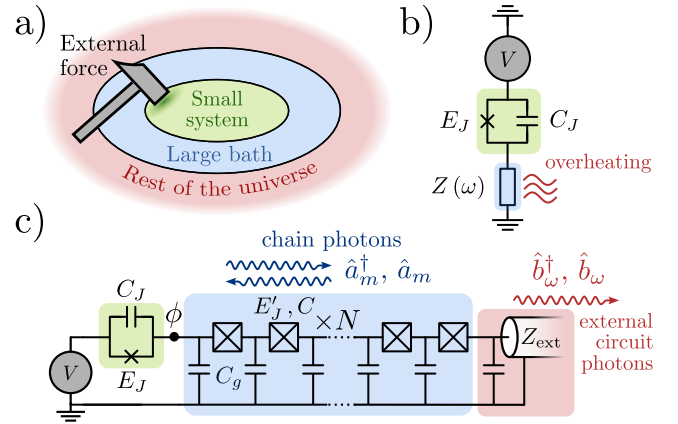 a)
External
force
Small
system
Large bath
Rest of the universe
b)
V
E_J
C_J
Z (ω)
overheating
c)
chain photons
â†_m, â_m
b̂†_ω, b̂_ω
C_J
ϕ
E′_J, C
×N
Z_ext
external
circuit
photons
V
E_J
C_g